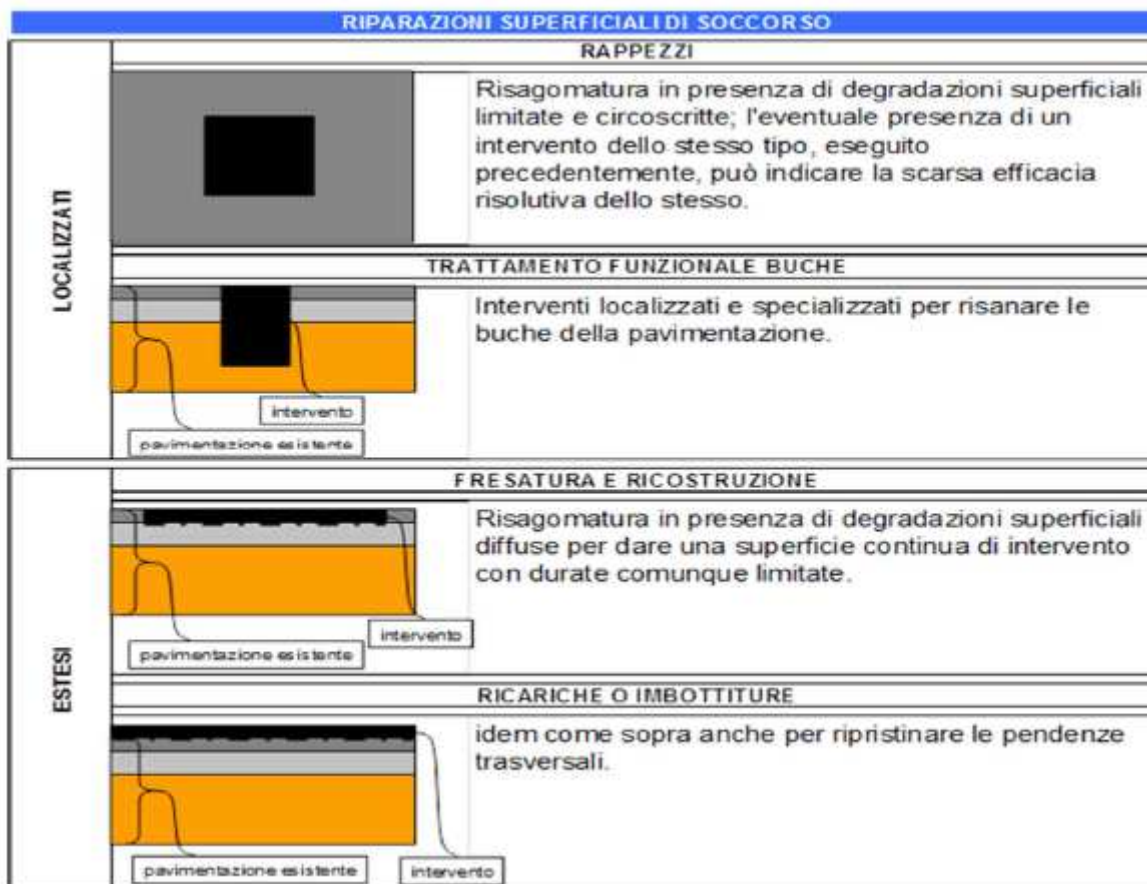 RIPARAZIONI SUPERFICIALI DI SOCCORSO
LOCALIZZATI
RAPPEZZI
Risagomatura in presenza di degradazioni superficiali
limitate e circoscritte; l'eventuale presenza di un
intervento dello stesso tipo, eseguito
precedentemente, può indicare la scarsa efficacia
risolutiva dello stesso.
TRATTAMENTO FUNZIONALE BUCHE
Interventi localizzati e specializzati per risanare le
buche della pavimentazione.
intervento
pavimentazione esistente
ESTESI
FRESATURA E RICOSTRUZIONE
Risagomatura in presenza di degradazioni superficiali
diffuse per dare una superficie continua di intervento
con durate comunque limitate.
intervento
pavimentazione esistente
RICARICHE O IMBOTTITURE
idem come sopra anche per ripristinare le pendenze
trasversali.
pavimentazione esistente
intervento